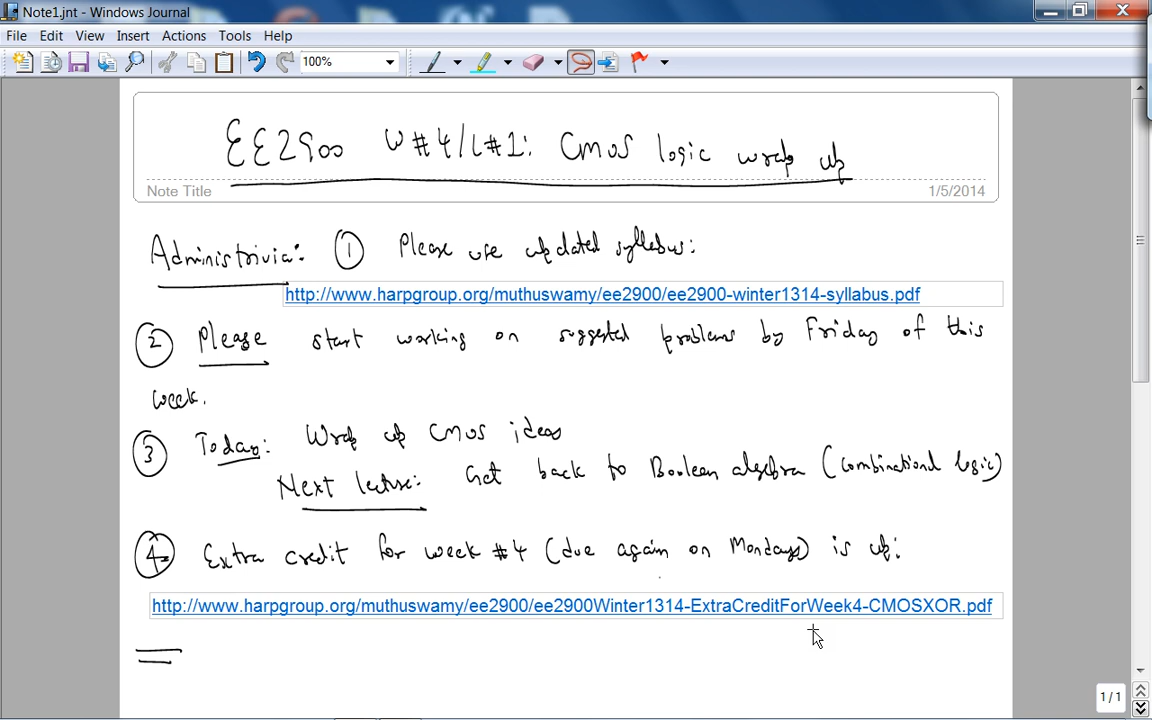 Note1.jnt - Windows Journal
File Edit View Insert Actions Tools Help
100%
EE2900 W#4/L#1: CMOS logic wrap up
Note Title 1/5/2014
Administrivia: ① Please use updated syllabus:
http://www.harpgroup.org/muthuswamy/ee2900/ee2900-winter1314-syllabus.pdf
② Please start working on suggested problems by Friday of this
week.
③ Today: Wrap up CMOS ideas
Next lecture: Get back to Boolean algebra (combinational logic)
④ Extra credit for week #4 (due again on Mondays) is up:
http://www.harpgroup.org/muthuswamy/ee2900/ee2900Winter1314-ExtraCreditForWeek4-CMOSXOR.pdf
1/1